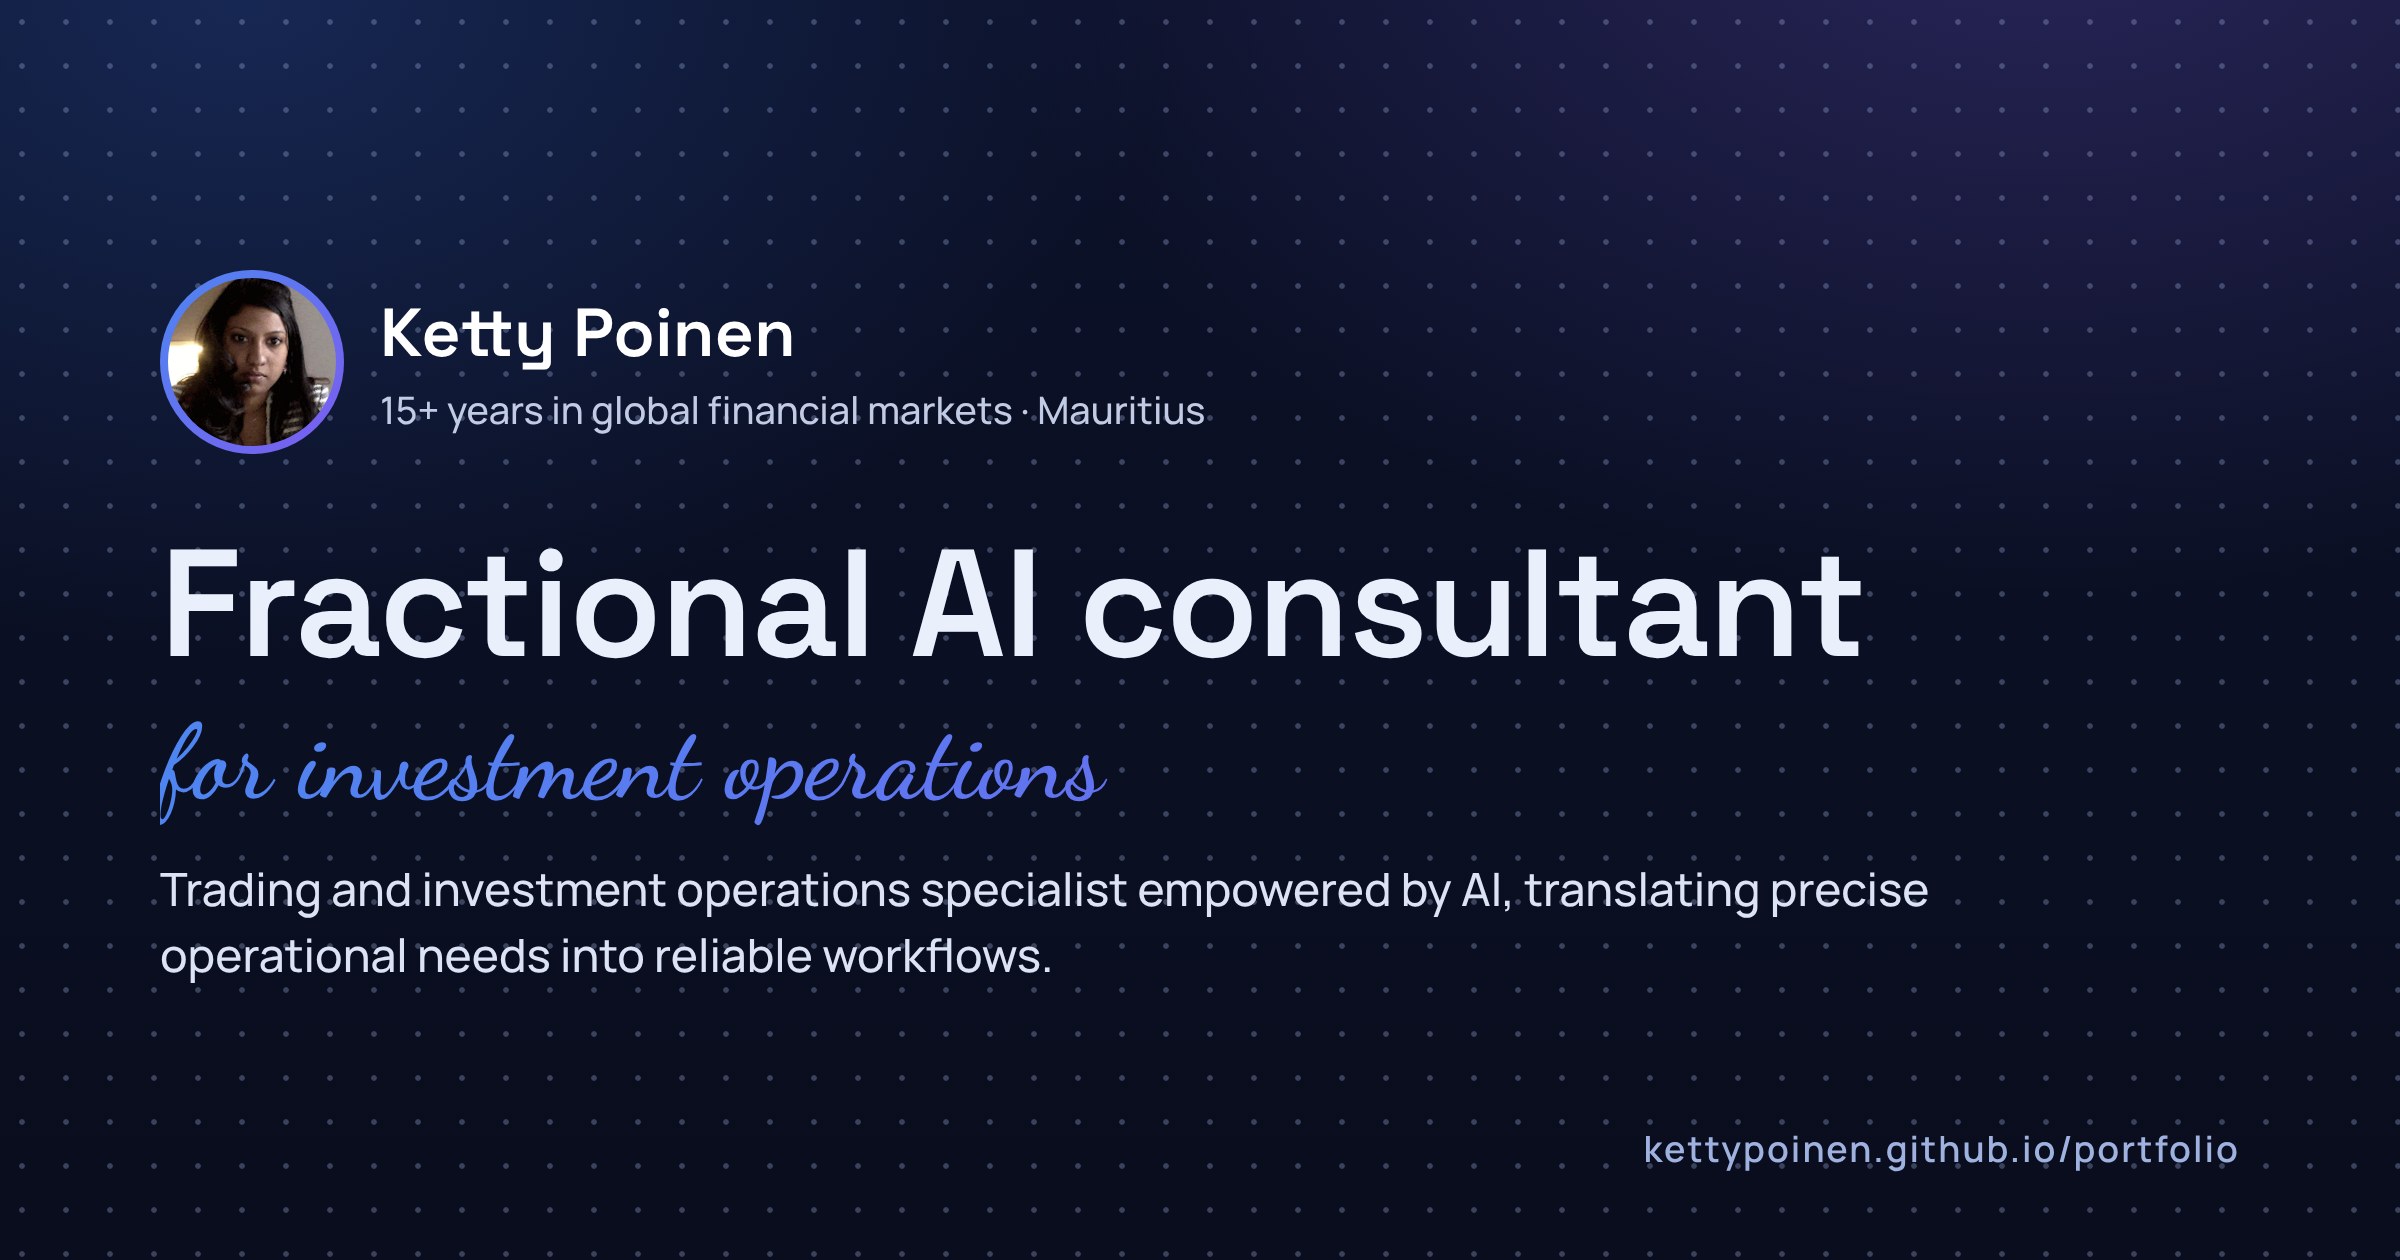 Ketty Poinen
15+ years in global financial markets · Mauritius
Fractional AI consultant
for investment operations
Trading and investment operations specialist empowered by AI, translating precise
operational needs into reliable workflows.
kettypoinen.github.io/portfolio